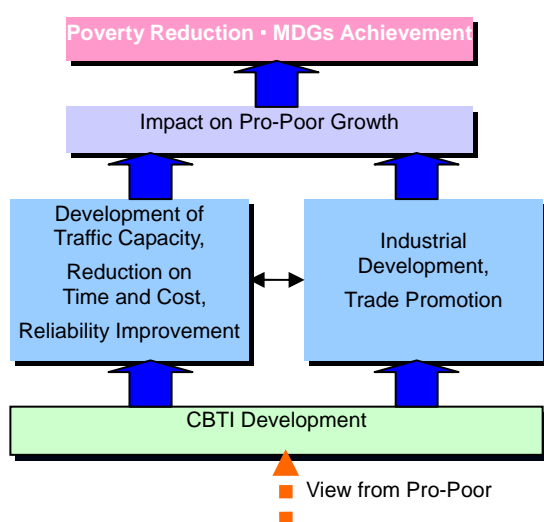 Poverty Reduction・MDGs Achievement
Impact on Pro-Poor Growth
Development of
Traffic Capacity,
Reduction on
Time and Cost,
Reliability Improvement
Industrial
Development,
Trade Promotion
CBTI Development
View from Pro-Poor